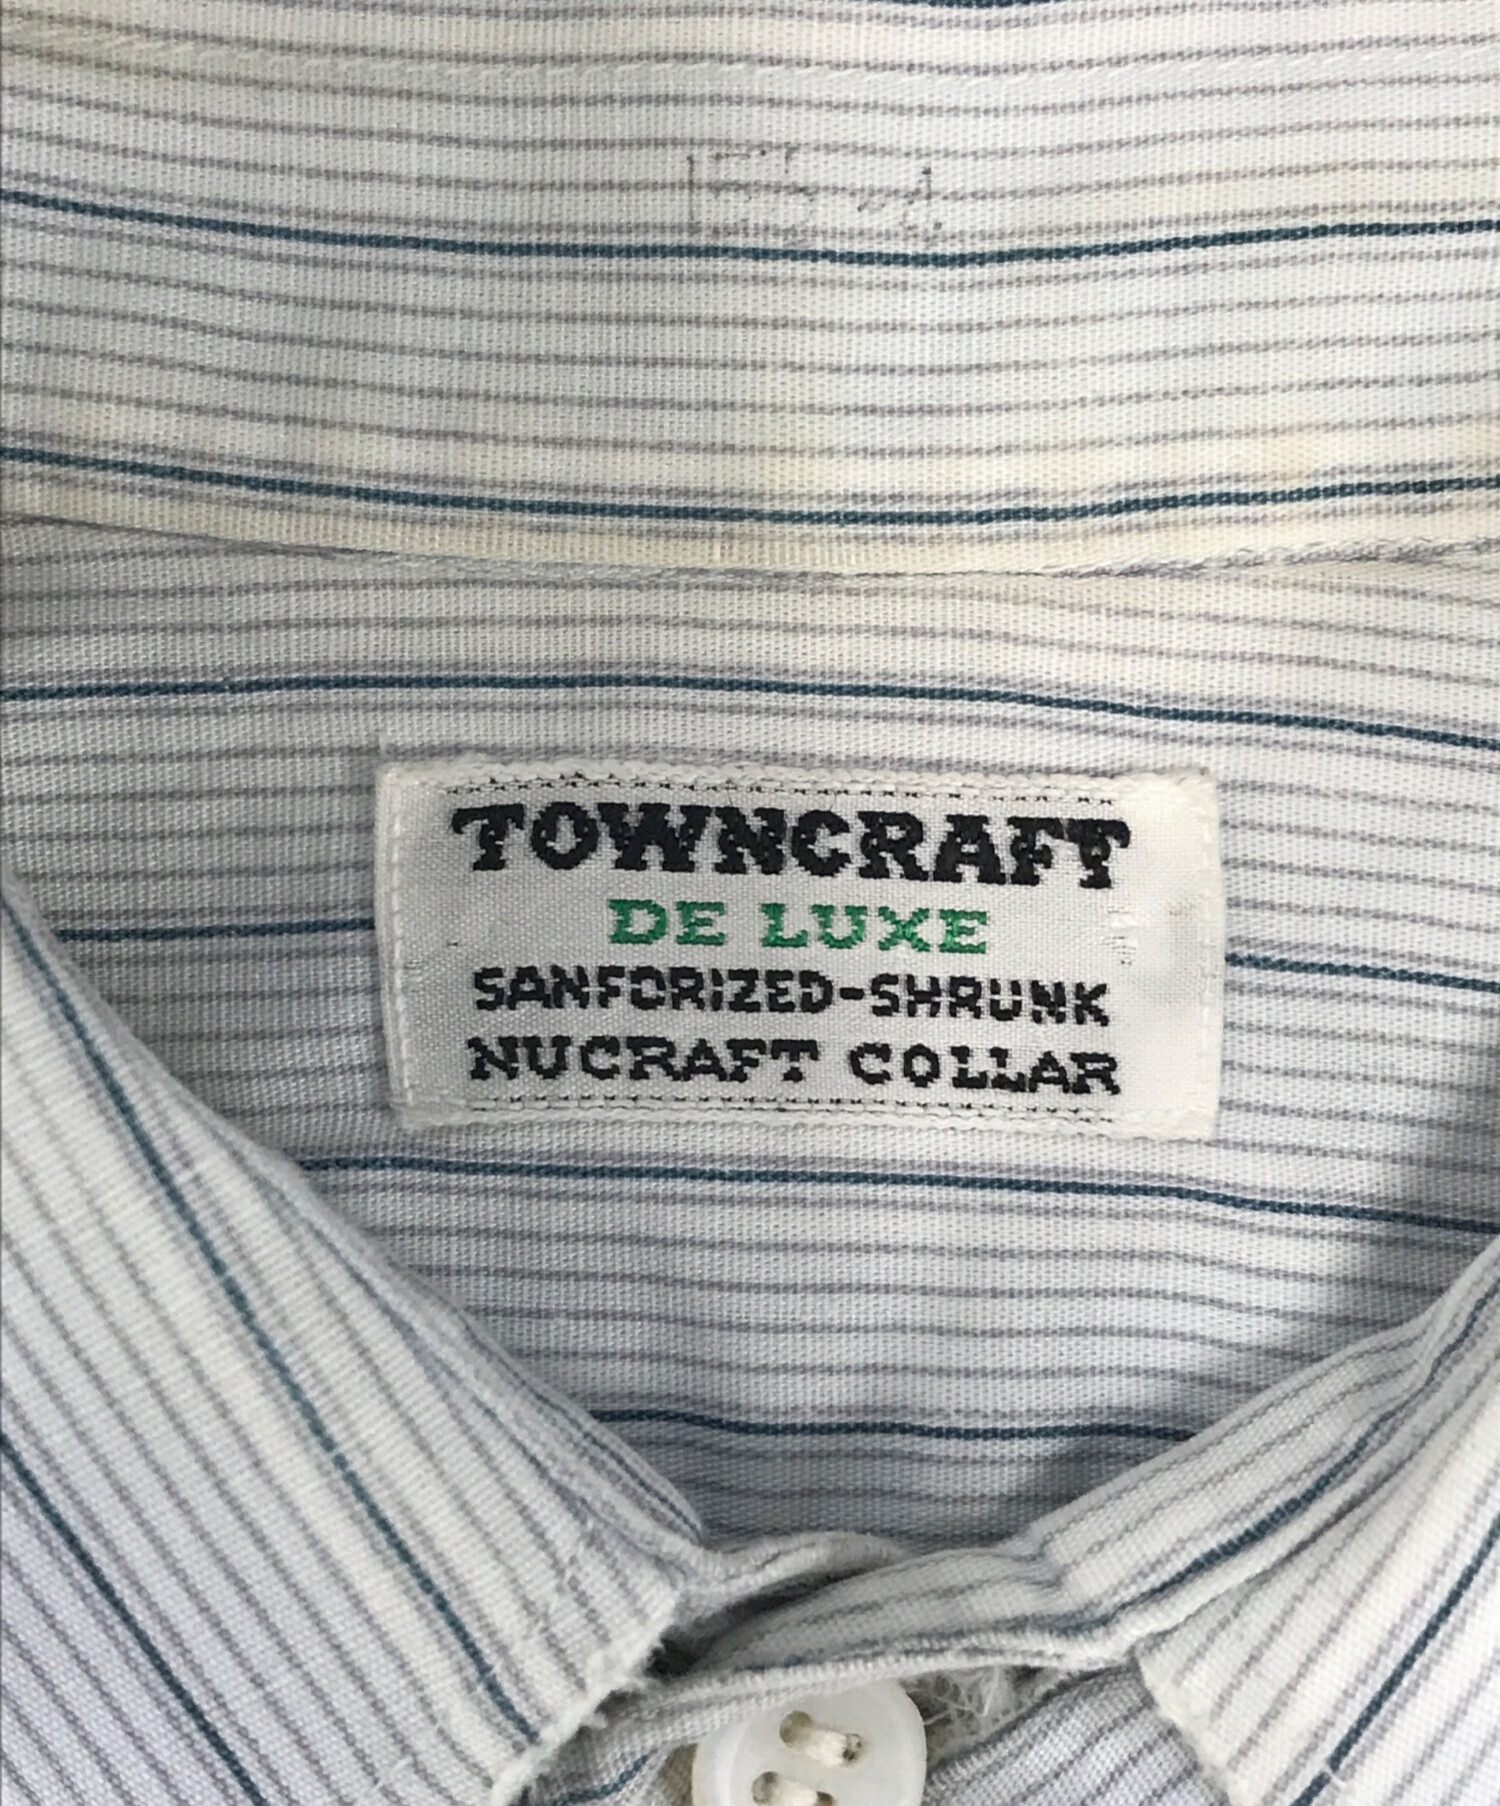 TOWNCRAFT
DE LUXE
SANFORIZED-SHRUNK
NUCRAFT COLLAR